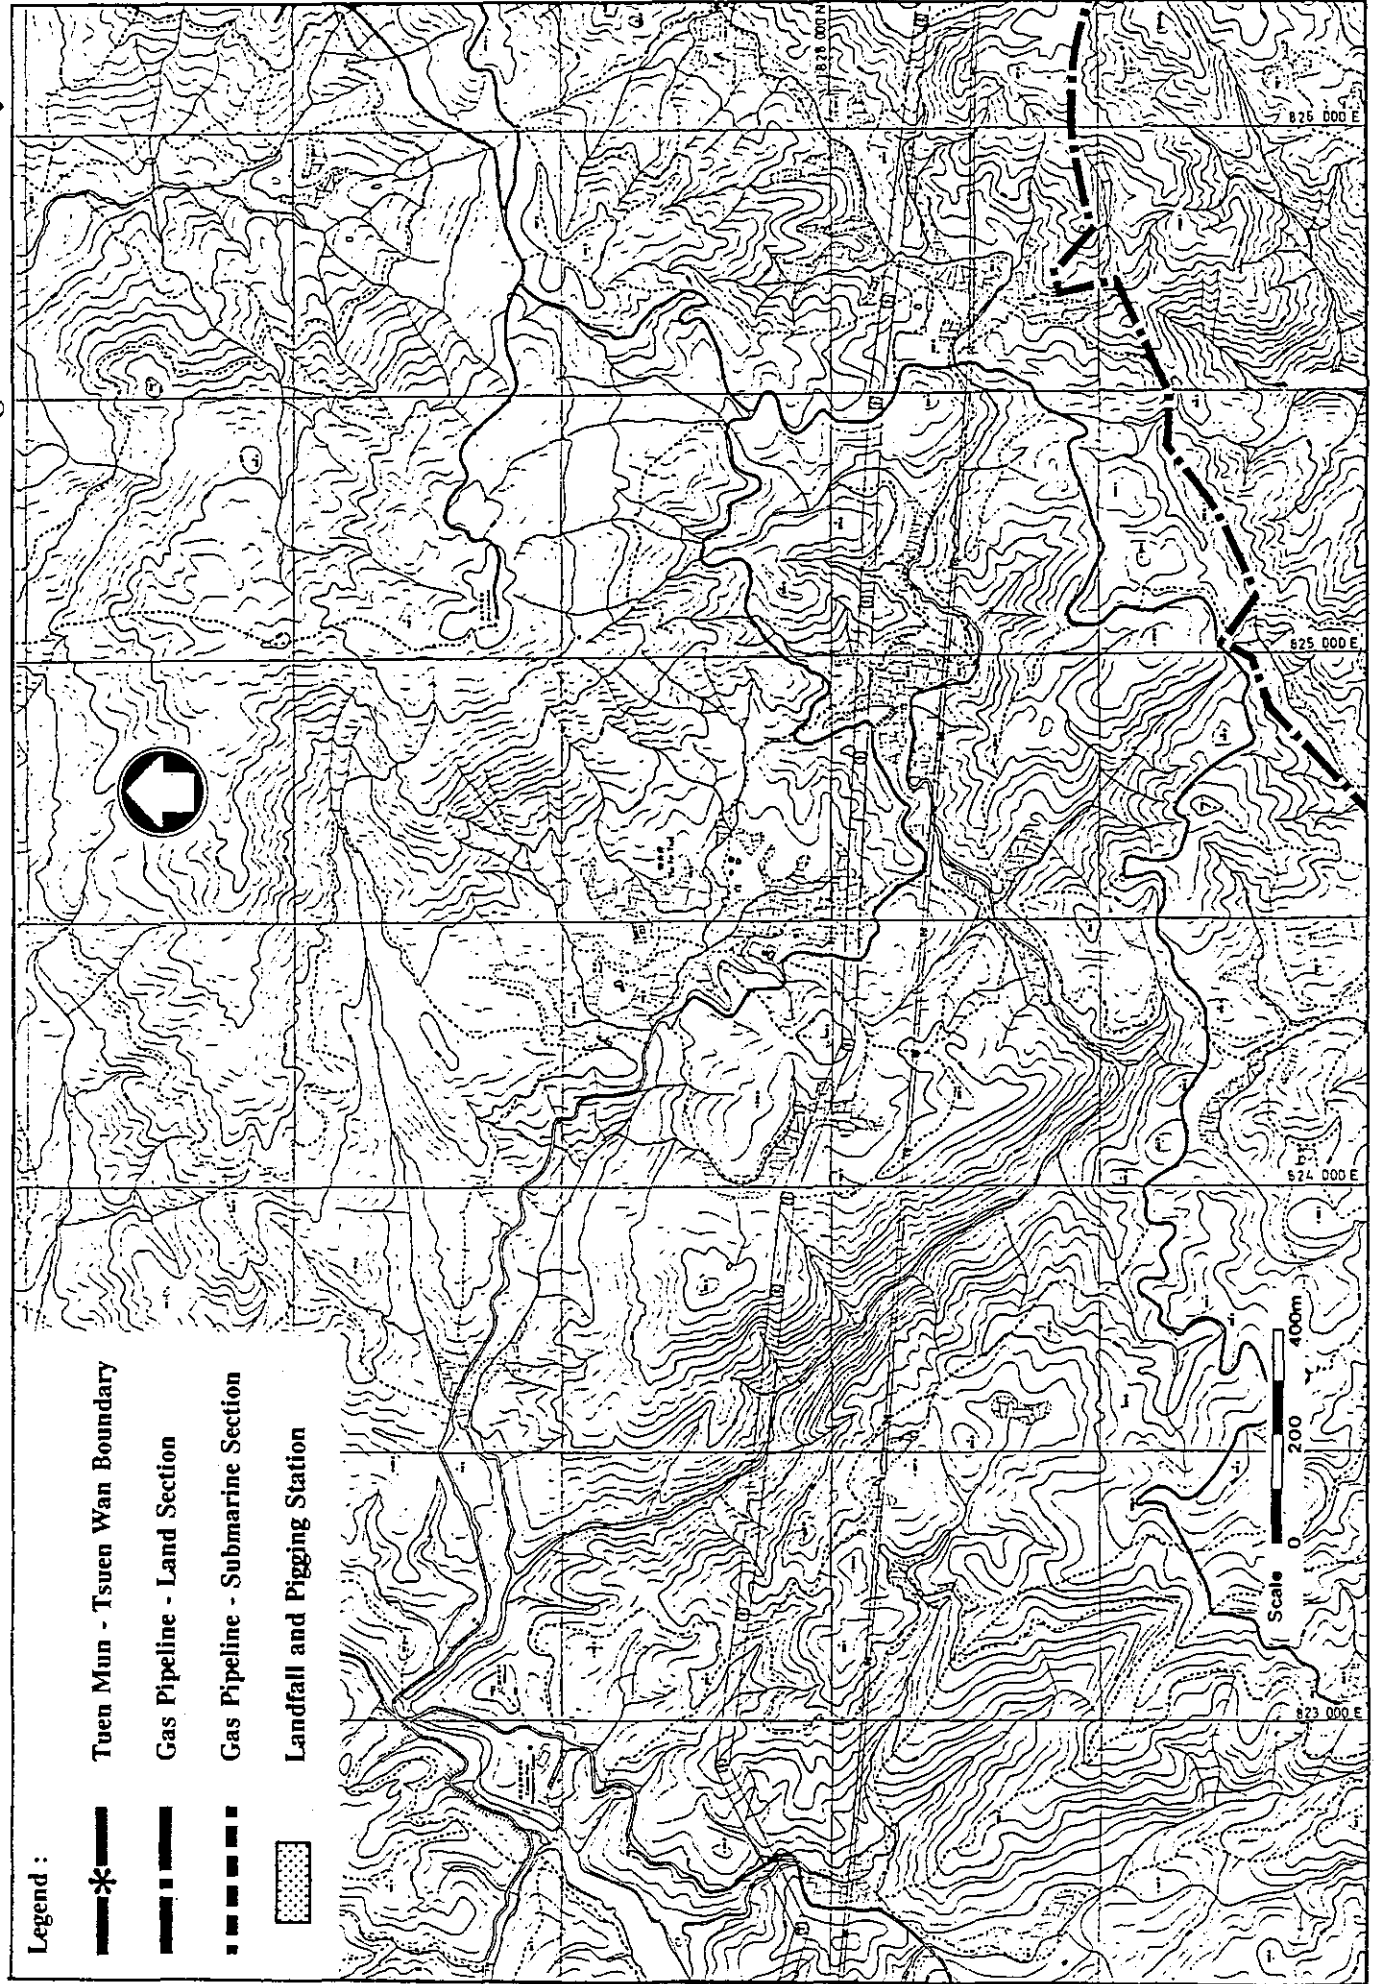 Legend :
Tuen Mun - Tsuen Wan Boundary
Gas Pipeline - Land Section
Gas Pipeline - Submarine Section
Landfall and Pigging Station
828 000 N
826 000 E
825 000 E
824 000 E
823 000 E
Scale 0 200 400m